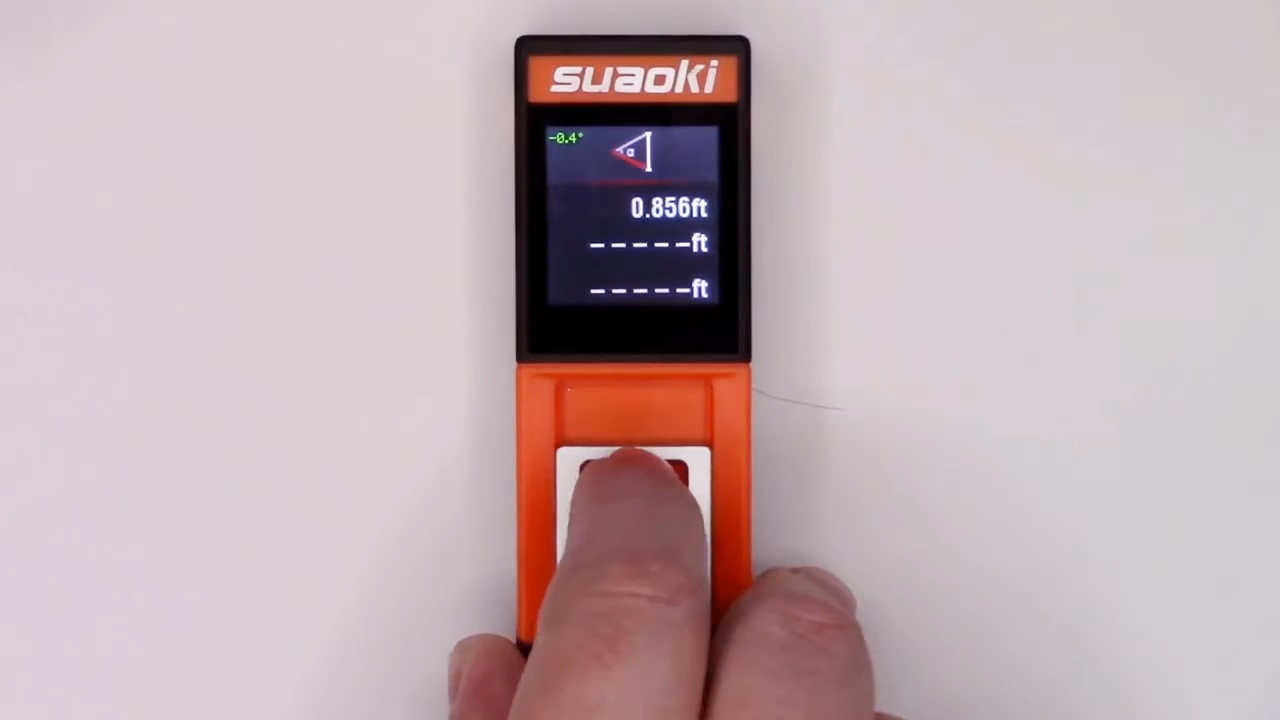 suaoki
-0.4°
α
0.856ft
-----ft
-----ft